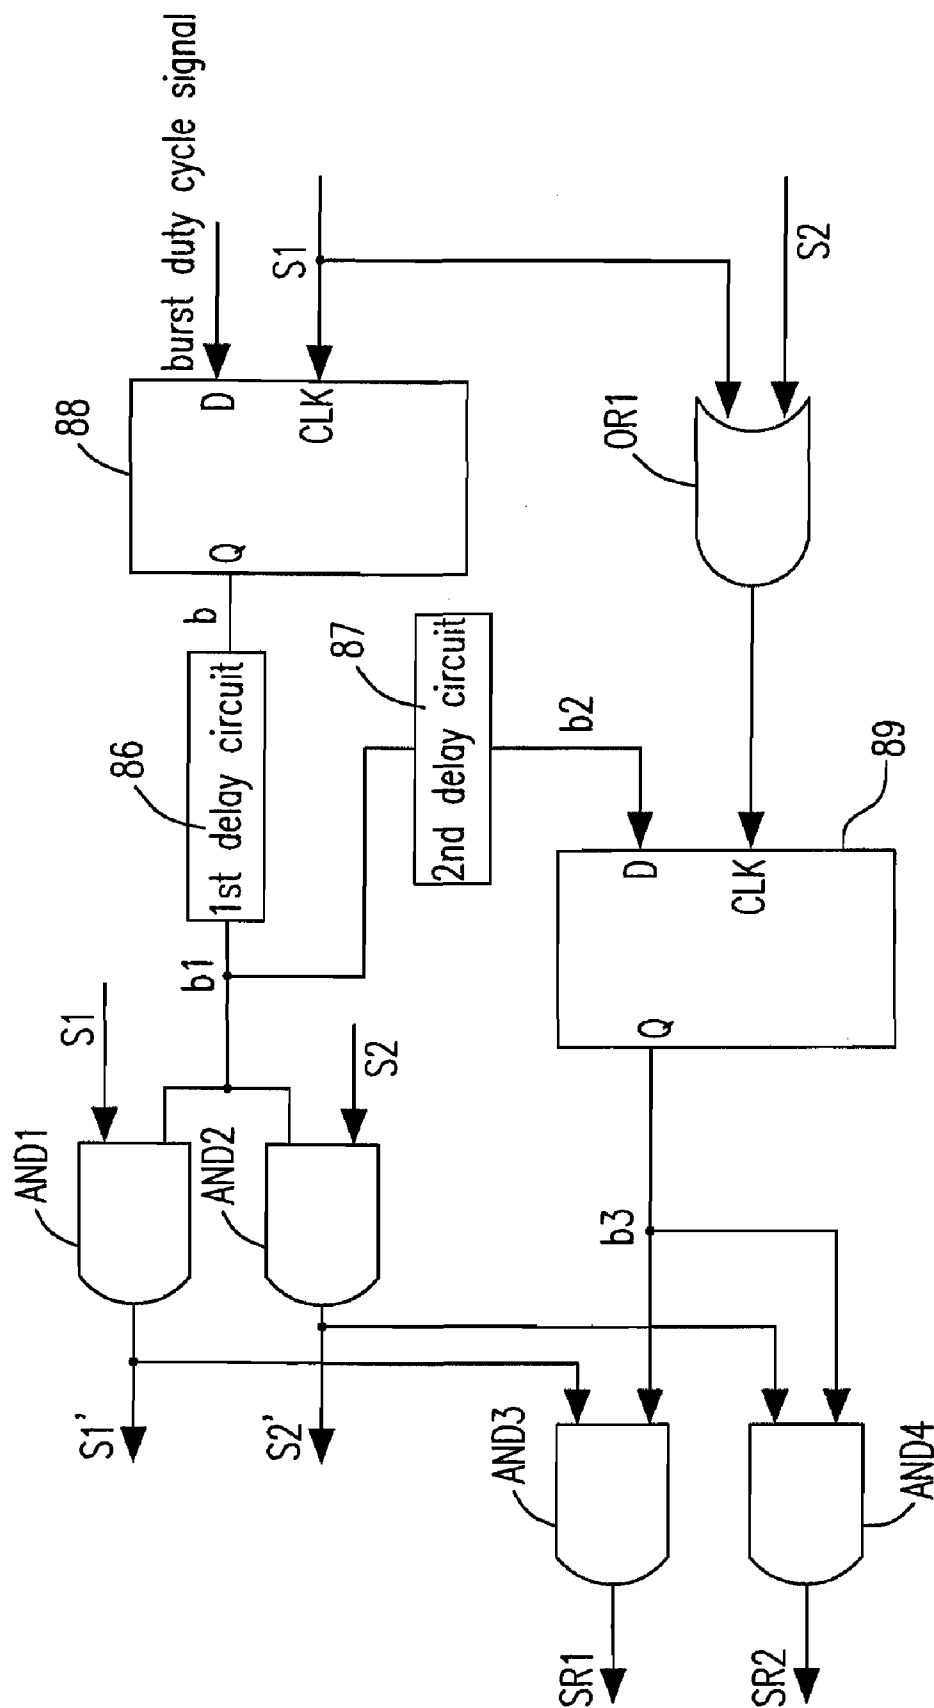 burst duty cycle signal
88
D
S1
CLK
Q
b
OR1
S2
1st delay circuit
86
2nd delay circuit
87
b2
b1
D
CLK
89
Q
S1
S2
AND1
AND2
b3
S1'
S2'
AND3
AND4
SR1
SR2